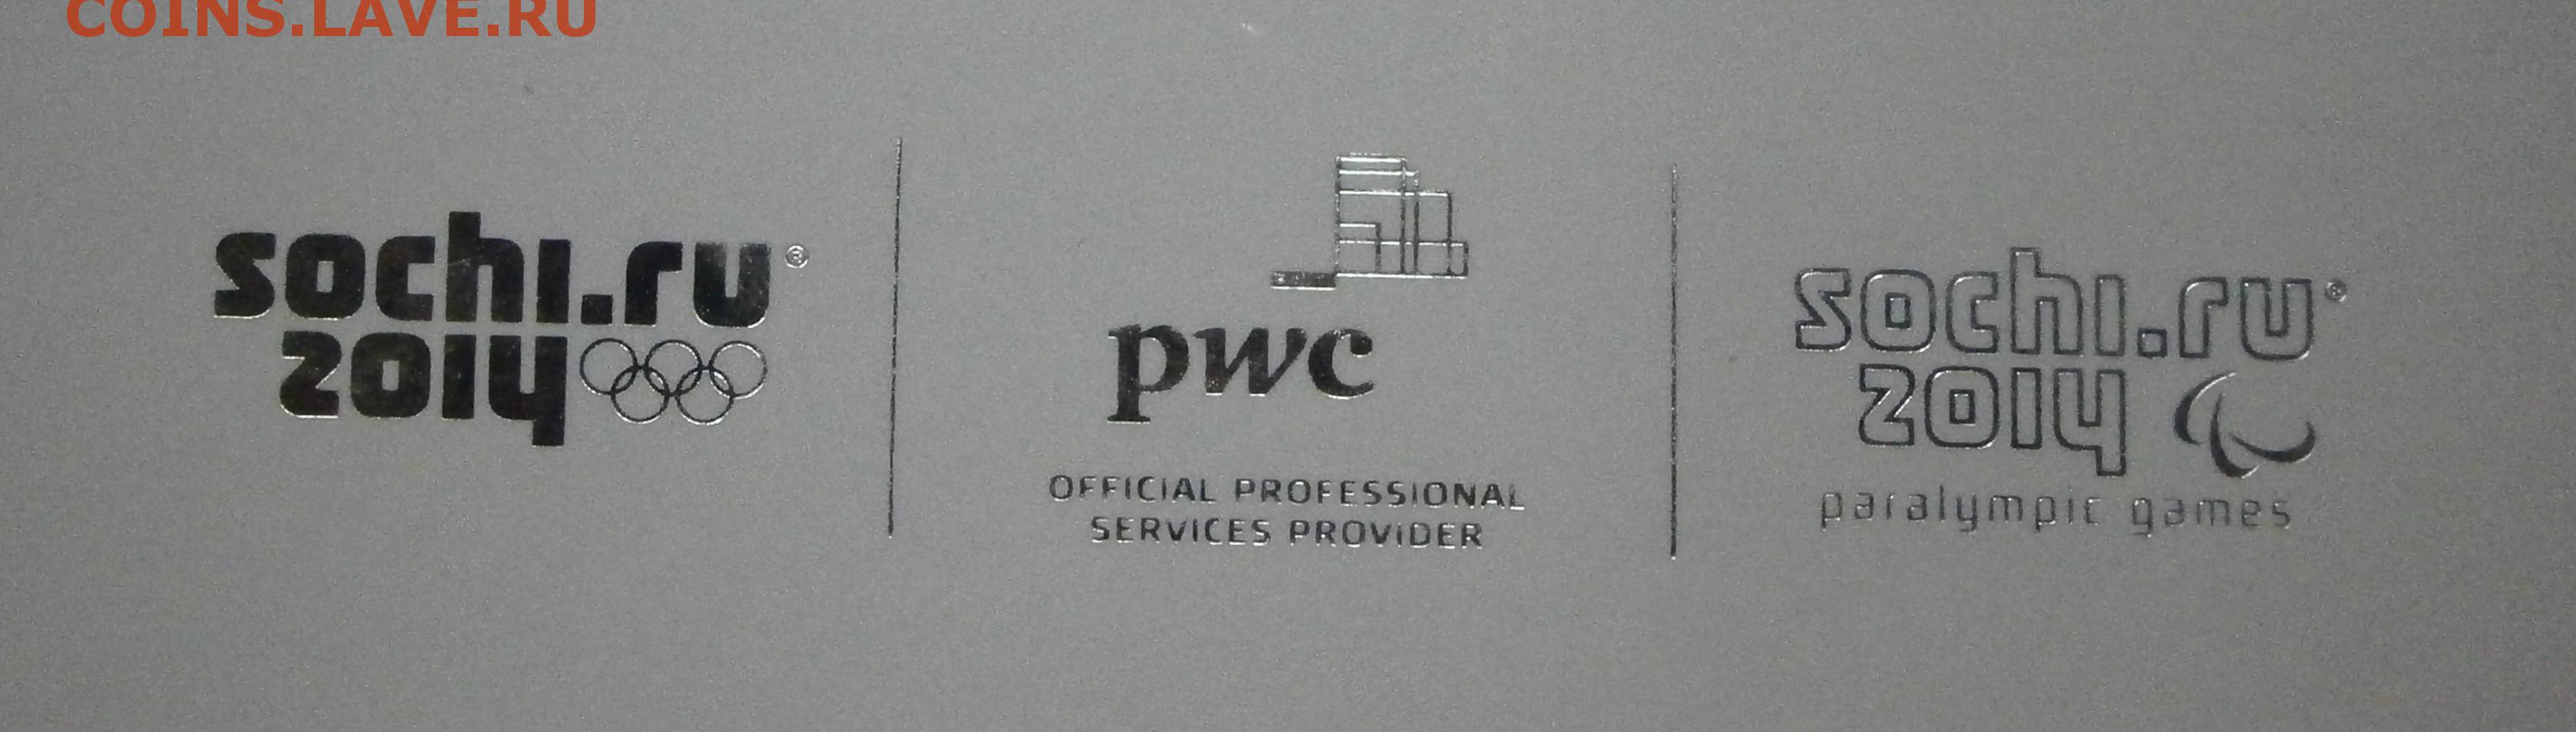 COINS.LAVE.RU
sochi.ru®
2014
pwc
OFFICIAL PROFESSIONAL
SERVICES PROVIDER
sochi.ru®
2014
paralympic games